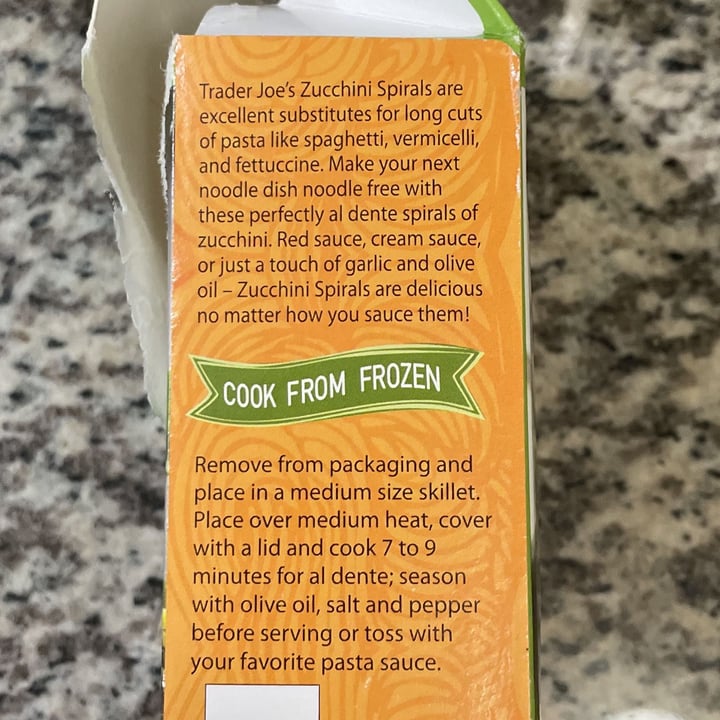 Trader Joe's Zucchini Spirals are
excellent substitutes for long cuts
of pasta like spaghetti, vermicelli,
and fettuccine. Make your next
noodle dish noodle free with
these perfectly al dente spirals of
zucchini. Red sauce, cream sauce,
or just a touch of garlic and olive
oil – Zucchini Spirals are delicious
no matter how you sauce them!
COOK FROM FROZEN
Remove from packaging and
place in a medium size skillet.
Place over medium heat, cover
with a lid and cook 7 to 9
minutes for al dente; season
with olive oil, salt and pepper
before serving or toss with
your favorite pasta sauce.